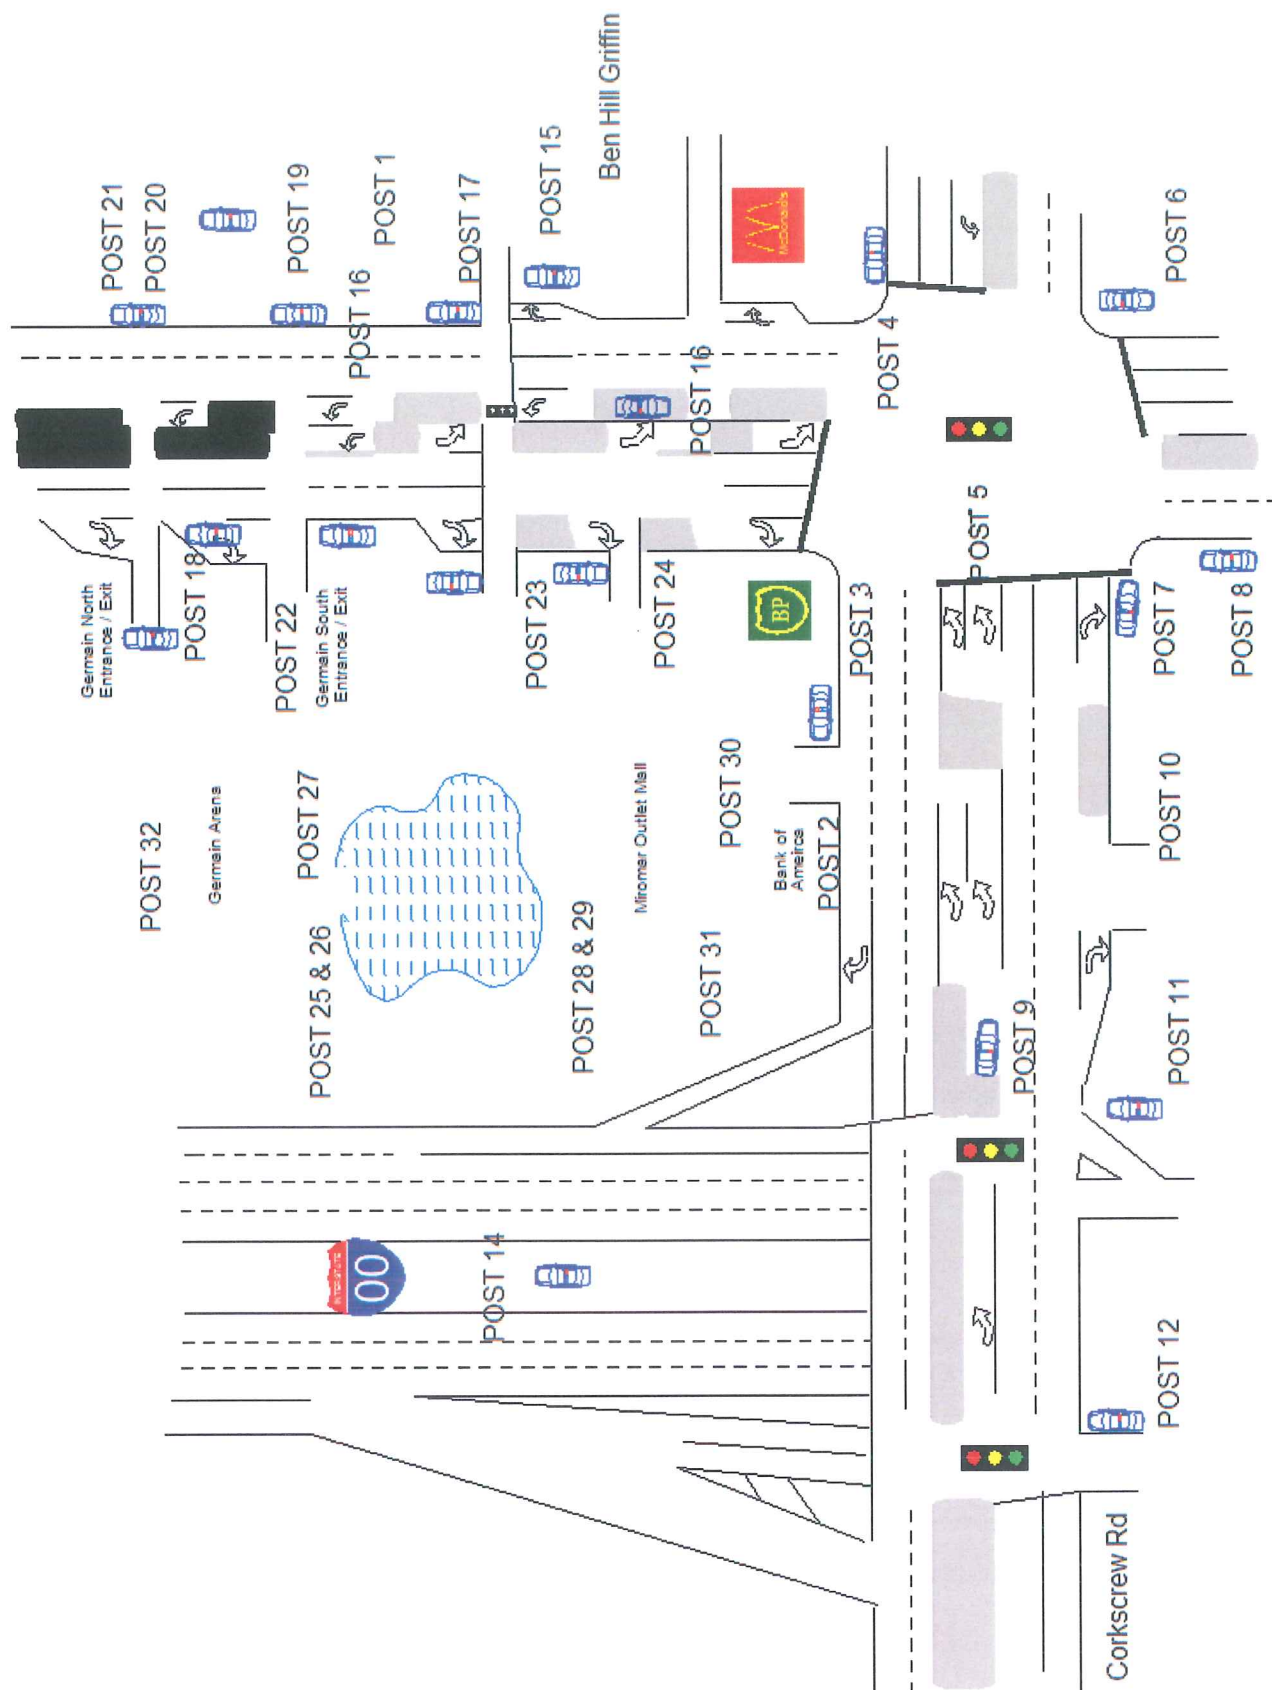 POST 21
POST 20
POST 19
POST 1
POST 16
POST 17
POST 15
Ben Hill Griffin
McDonald's
POST 6
POST 4
POST 16
Germain North
Entrance / Exit
POST 18
POST 22
Germain South
Entrance / Exit
POST 23
POST 24
BP
POST 3
POST 5
POST 7
POST 8
POST 32
Germain Arena
POST 27
POST 25 & 26
POST 28 & 29
Miromar Outlet Mall
POST 31
POST 30
Bank of
Ameirca
POST 2
POST 10
POST 9
POST 11
INTERSTATE
00
POST 14
POST 12
Corkscrew Rd